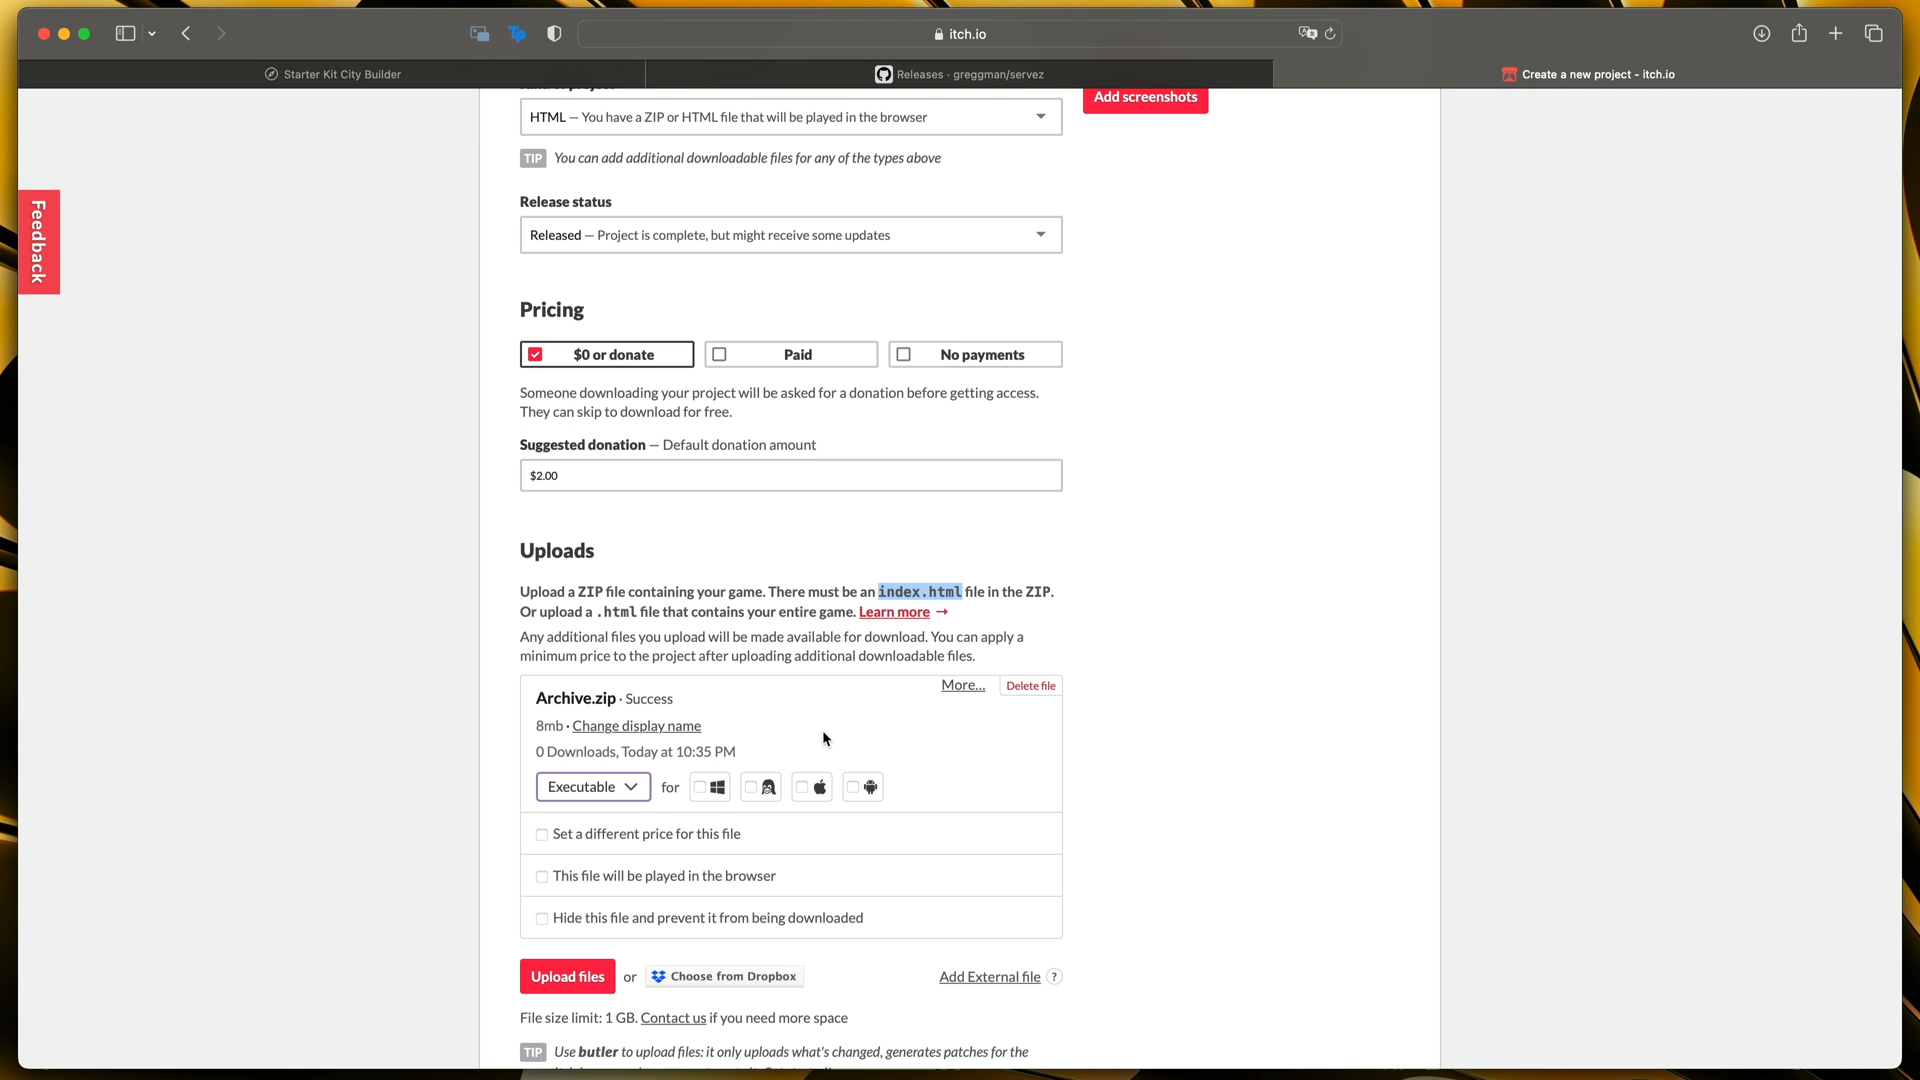 itch.io
Starter Kit City Builder
Releases · greggman/servez
Create a new project - itch.io
Add screenshots
HTML — You have a ZIP or HTML file that will be played in the browser
TIP You can add additional downloadable files for any of the types above
Feedback
Release status
Released — Project is complete, but might receive some updates
Pricing
$0 or donate
Paid
No payments
Someone downloading your project will be asked for a donation before getting access.
They can skip to download for free.
Suggested donation — Default donation amount
$2.00
Uploads
Upload a ZIP file containing your game. There must be an index.html file in the ZIP.
Or upload a .html file that contains your entire game. Learn more →
Any additional files you upload will be made available for download. You can apply a
minimum price to the project after uploading additional downloadable files.
More...
Delete file
Archive.zip · Success
8mb · Change display name
0 Downloads, Today at 10:35 PM
Executable for
Set a different price for this file
This file will be played in the browser
Hide this file and prevent it from being downloaded
Upload files or Choose from Dropbox
Add External file ?
File size limit: 1 GB. Contact us if you need more space
TIP Use butler to upload files: it only uploads what's changed, generates patches for the